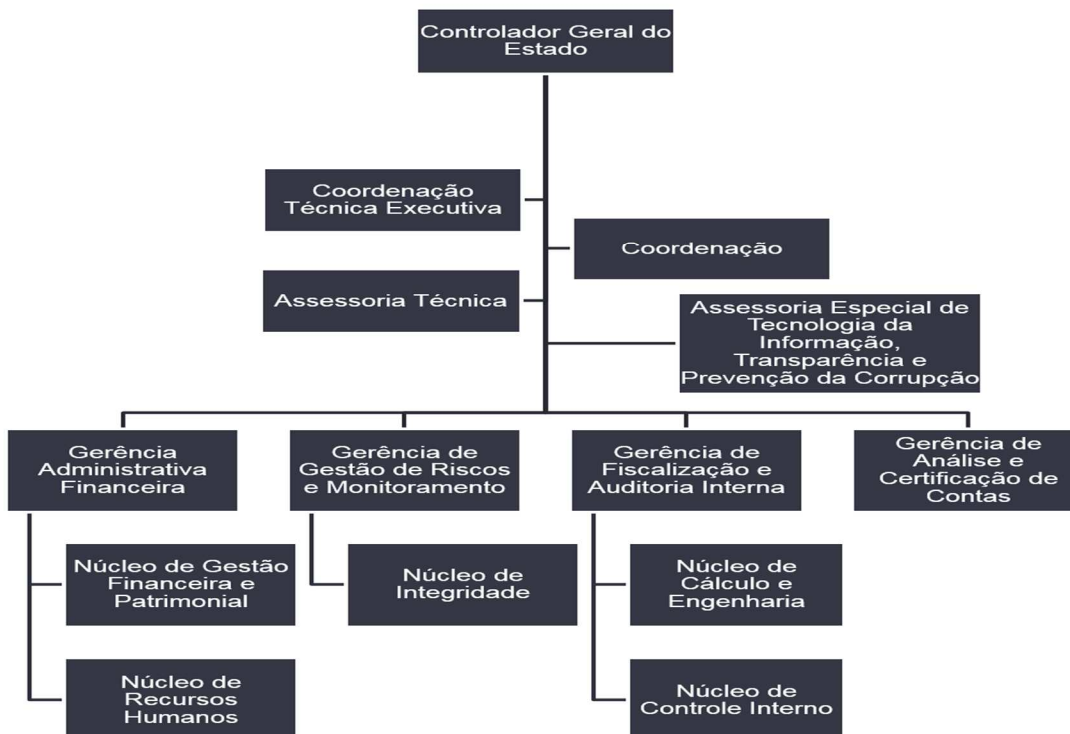 Controlador Geral do
Estado
Coordenação
Técnica Executiva
Coordenação
Assessoria Técnica
Assessoria Especial de
Tecnologia da
Informação,
Transparência e
Prevenção da Corrupção
Gerência
Administrativa
Financeira
Gerência de
Gestão de Riscos
e Monitoramento
Gerência de
Fiscalização e
Auditoria Interna
Gerência de
Análise e
Certificação de
Contas
Núcleo de Gestão
Financeira e
Patrimonial
Núcleo de
Integridade
Núcleo de
Cálculo e
Engenharia
Núcleo de
Recursos
Humanos
Núcleo de
Controle Interno